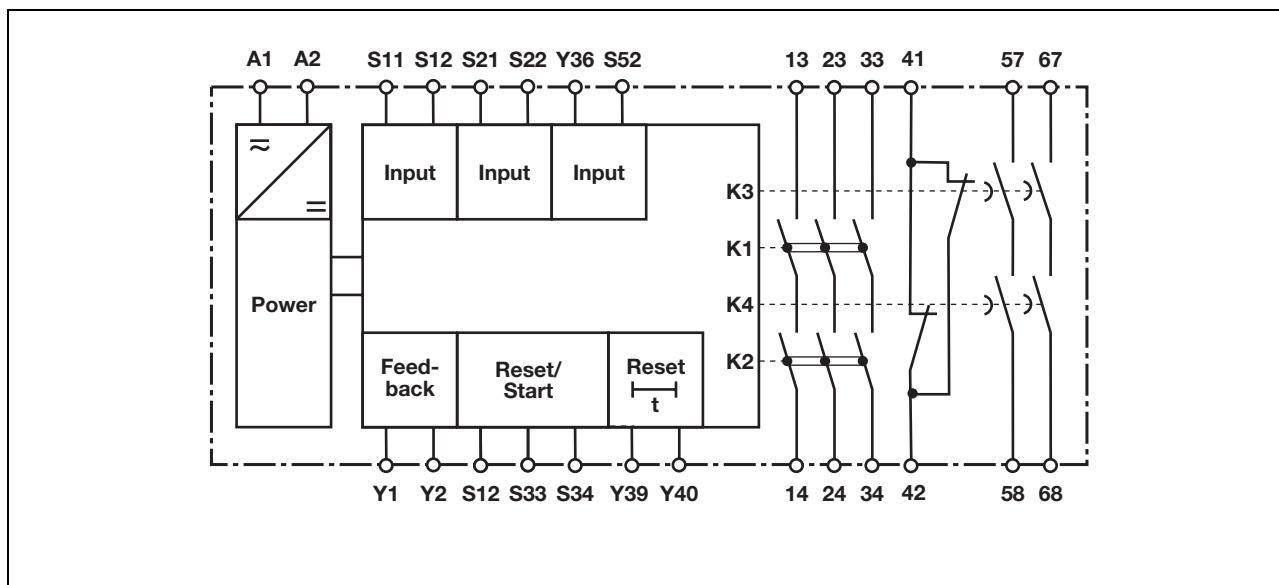 A1 A2 S11 S12 S21 S22 Y36 S52 13 23 33 41 57 67
Input Input Input
K3
K1
Power
K4
Feed-
back
Reset/
Start
Reset
t
K2
Y1 Y2 S12 S33 S34 Y39 Y40 14 24 34 42 58 68